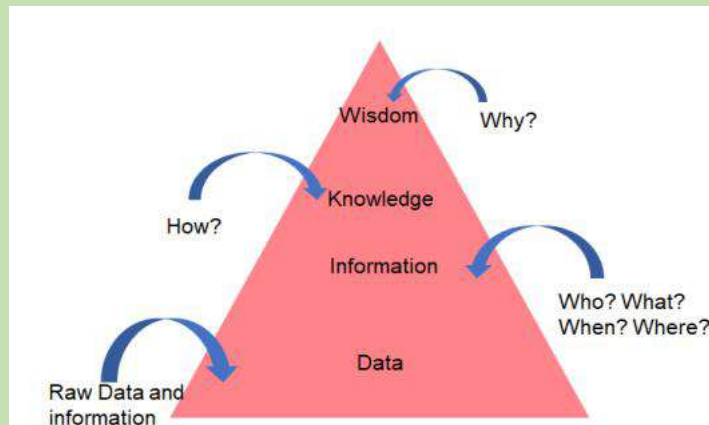 Wisdom
Why?
Knowledge
How?
Information
Who? What?
When? Where?
Data
Raw Data and
information